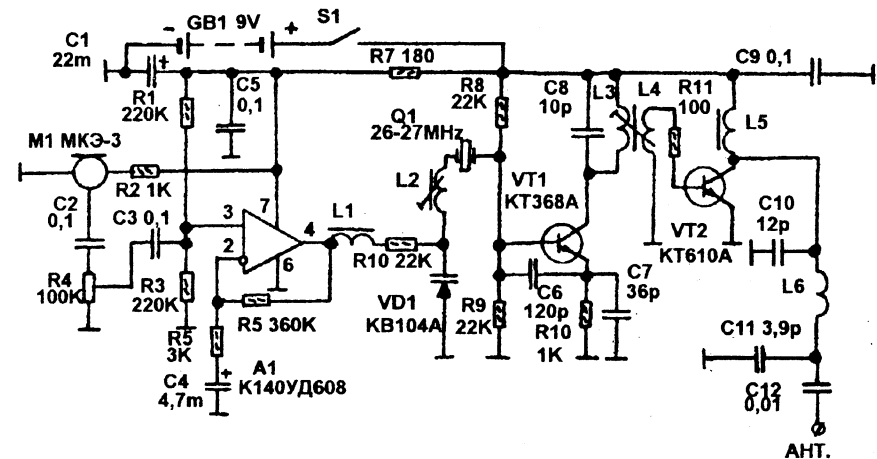 GB1 9V
S1
-
+
C1
22m
+
R7 180
C9 0,1
R1
220K
C5
0,1
R8
22K
C8
10p
L3
L4
R11
100
L5
Q1
26-27MHz
M1 МКЭ-3
R2 1K
L2
VT1
KT368A
C2
0,1
C3 0,1
3
7
4
2
6
L1
VT2
KT610A
C10
12p
R4
100K
R3
220K
R10 22K
VD1
KB104A
R9
22K
C6
120p
C7
36p
L6
R5 360K
R5
3K
R10
1K
C11 3,9p
C4
4,7m
+
A1
К140УД608
C12
0,01
АНТ.